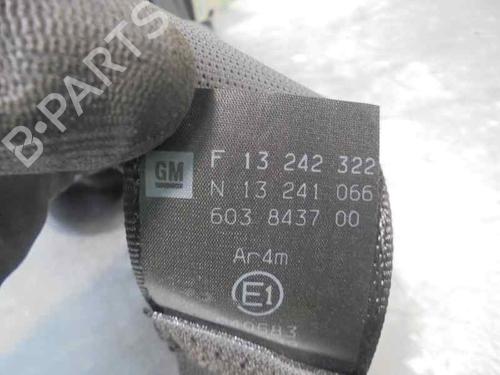 GM
F 13 242 322
N 13 241 066
603 8437 00
Ar4m
E1
B-PARTS